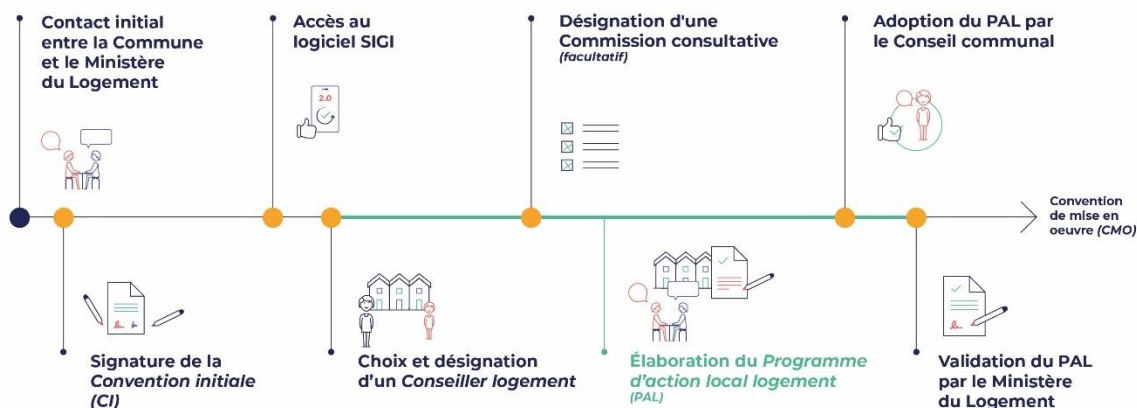 Contact initial
entre la Commune
et le Ministère
du Logement
Accès au
logiciel SIGI
2.0
Désignation d'une
Commission consultative
(facultatif)
Adoption du PAL par
le Conseil communal
Convention
de mise en
oeuvre (CMO)
Signature de la
Convention initiale
(CI)
Choix et désignation
d'un Conseiller logement
Élaboration du Programme
d'action local logement
(PAL)
Validation du PAL
par le Ministère
du Logement